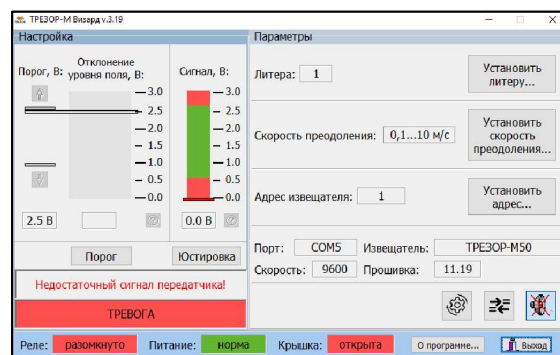 ТРЕЗОР-М Визард v.3.19
Настройка
Порог, В:
Отклонение
уровня поля, В:
Сигнал, В:
3.0
2.5
2.0
1.5
1.0
0.5
0.0
3.0
2.5
2.0
1.5
1.0
0.5
0.0
2.5 В
0.0 В
Порог
Юстировка
Недостаточный сигнал передатчика!
ТРЕВОГА
Параметры
Литера: 1
Установить
литеру...
Скорость преодоления: 0,1...10 м/с
Установить
скорость
преодоления...
Адрес извещателя: 1
Установить
адрес...
Порт: COM5 Извещатель: ТРЕЗОР-М50
Скорость: 9600 Прошивка: 11.19
Реле: разомкнуто Питание: норма Крышка: открыта О программе... Выход